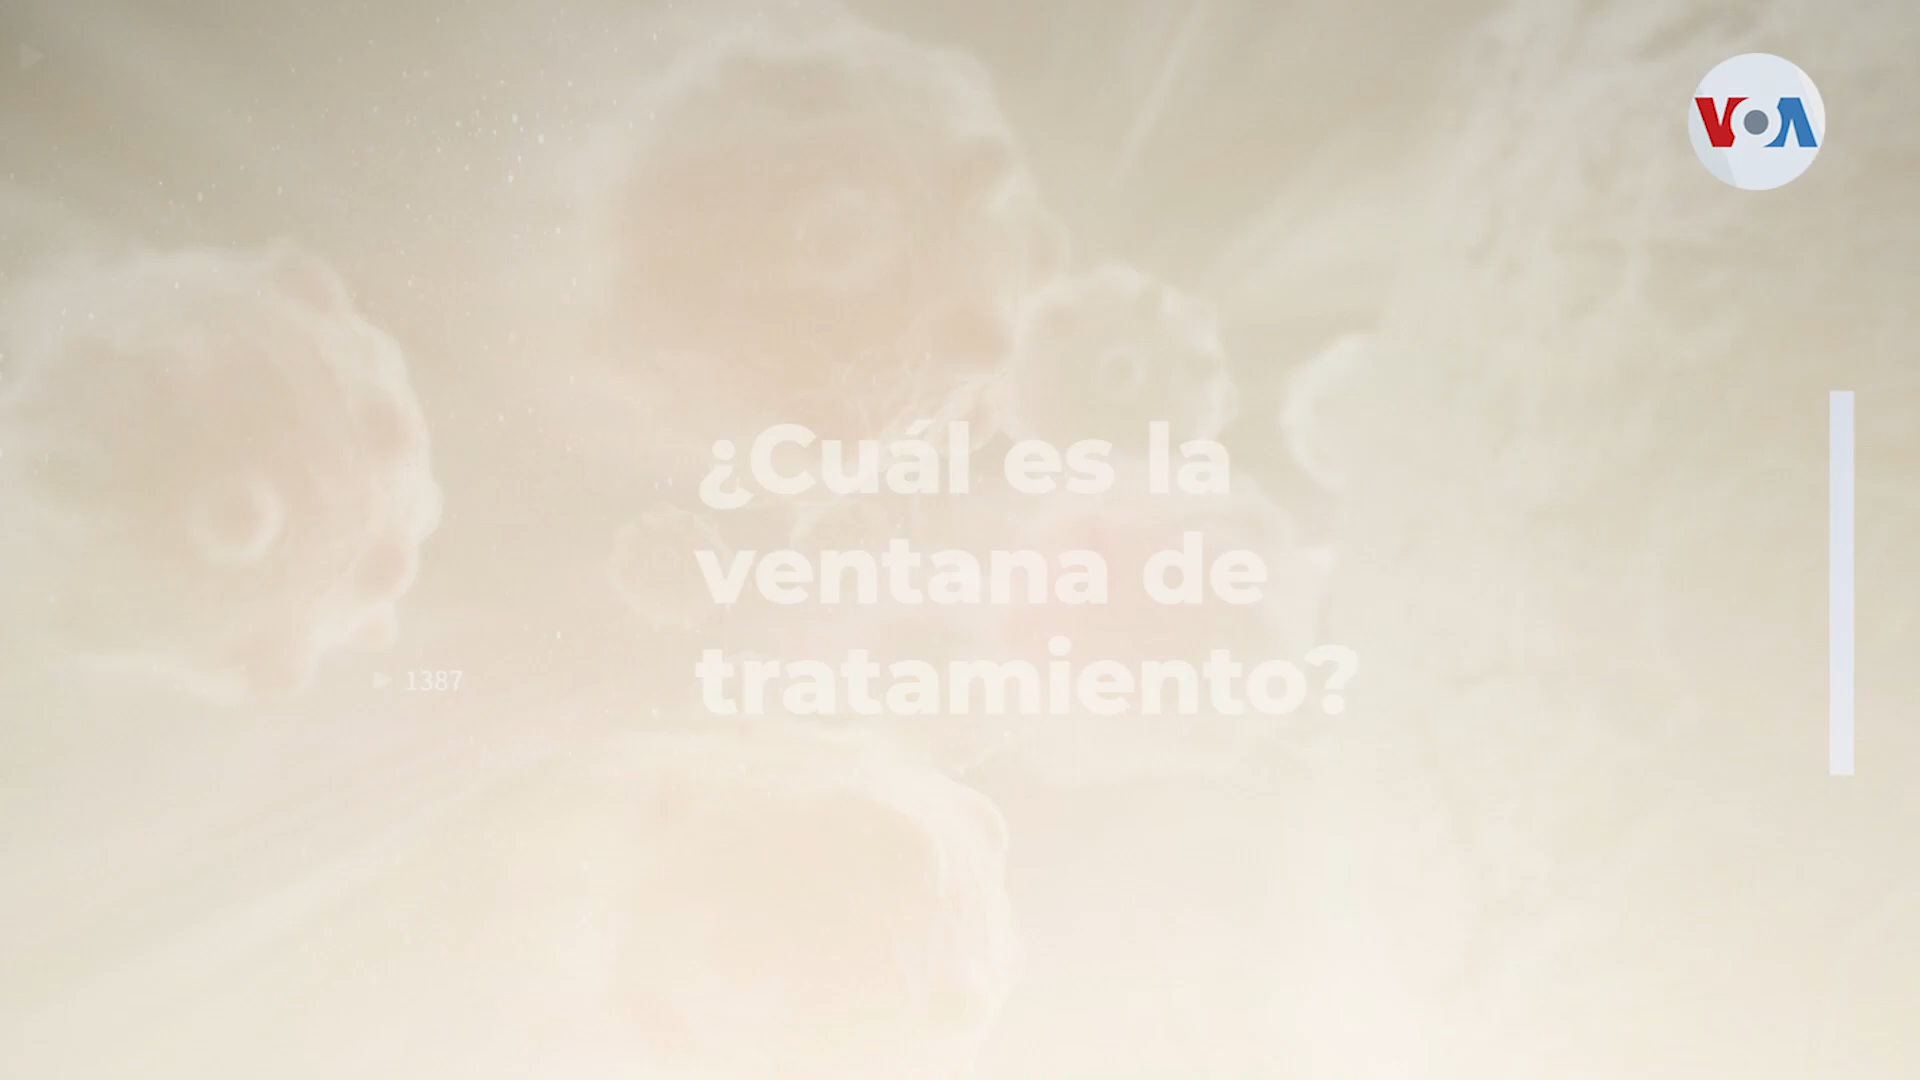 VOA
¿Cuál es la
ventana de
tratamiento?
1387